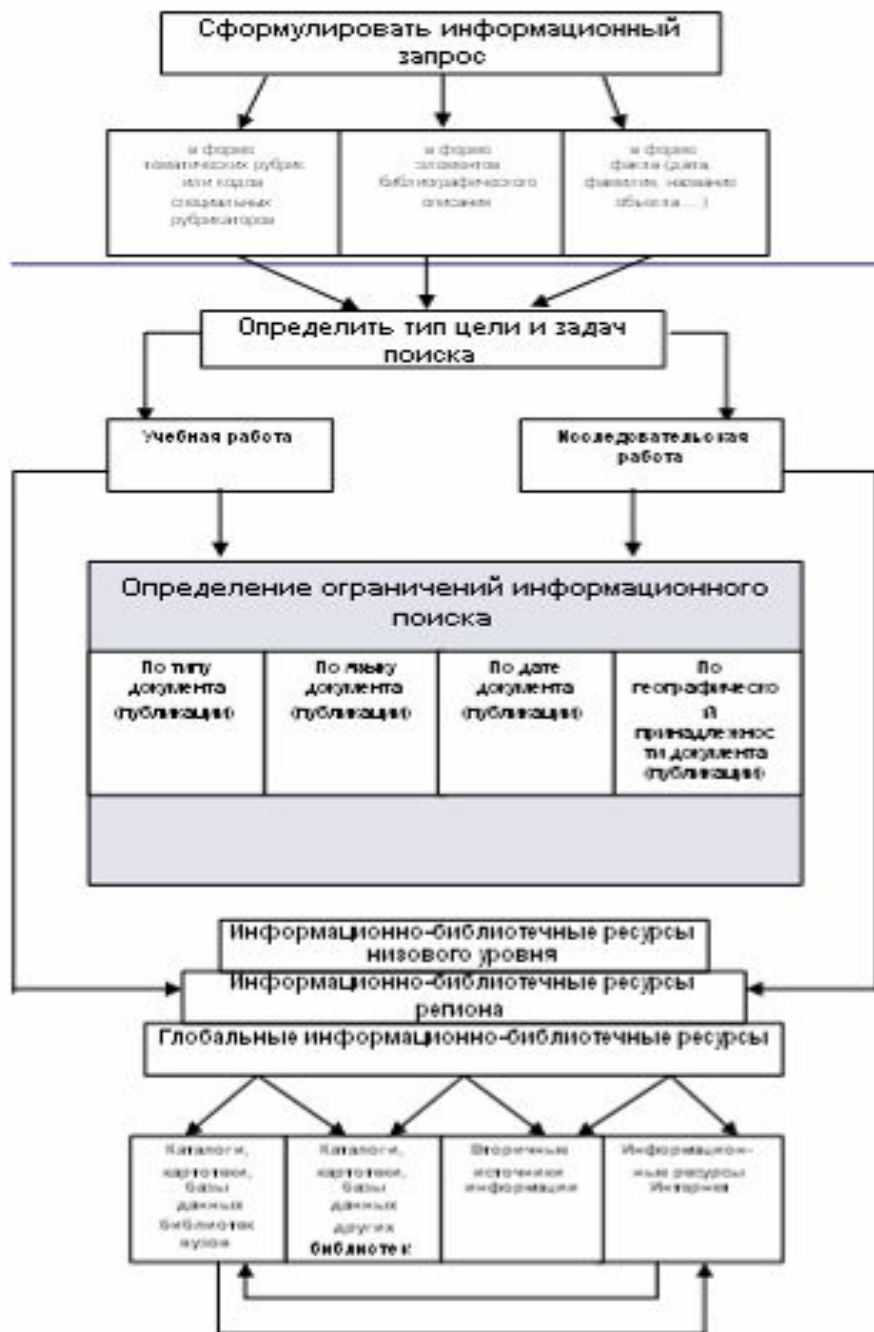 Сформулировать информационный
запрос
в форме
тематических рубрик
или кодов
специальных
рубрикаторов
в форме
элементов
библиографического
описания
в форме
факта (дата,
фамилия, название
объекта ...)
Определить тип цели и задач
поиска
Учебная работа
Исследовательская
работа
Определение ограничений информационного
поиска
По типу
документа
(публикации)
По языку
документа
(публикации)
По дате
документа
(публикации)
По
географическо
й
принадлежнос
ти документа
(публикации)
Информационно-библиотечные ресурсы
низового уровня
Информационно-библиотечные ресурсы
региона
Глобальные информационно-библиотечные ресурсы
Каталоги,
картотеки,
базы
данных
библиотек
вузов
Каталоги,
картотеки,
базы
данных
других
библиотек
Вторичные
источники
информации
Информацион-
ные ресурсы
Интернет